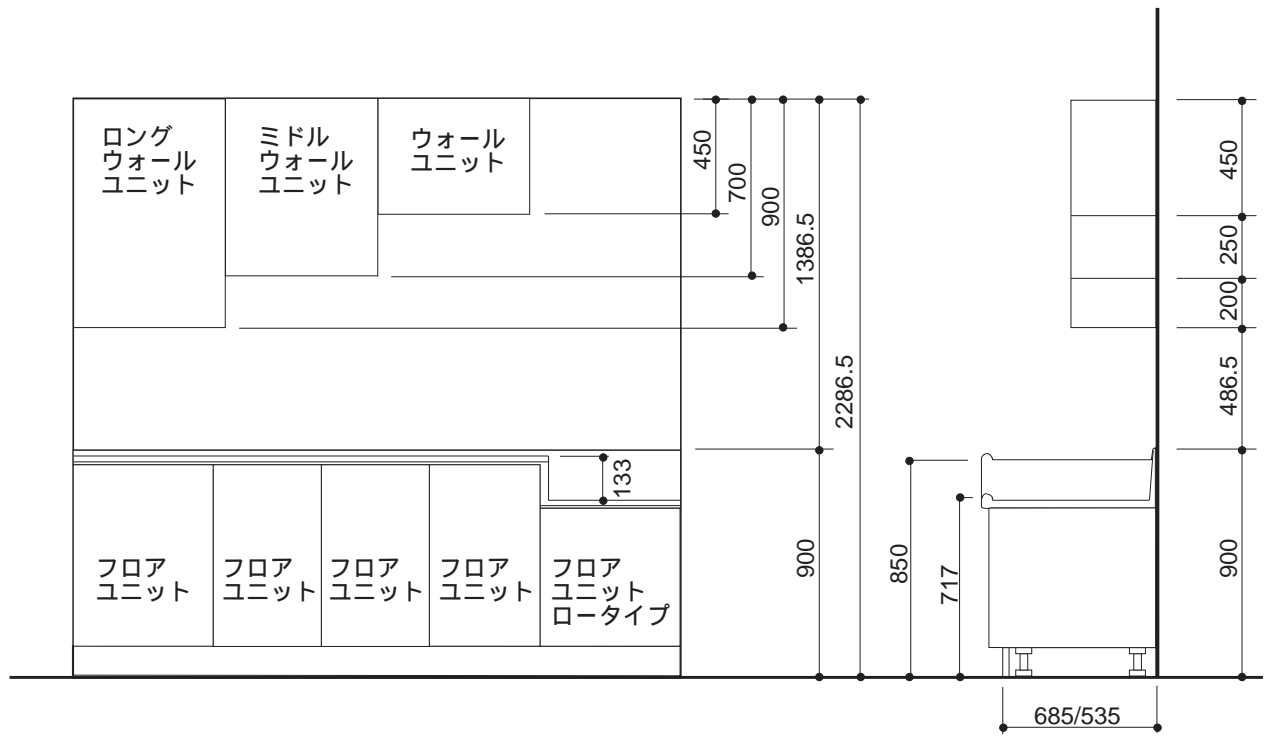 ロング
ウォール
ユニット
ミドル
ウォール
ユニット
ウォール
ユニット
450
700
900
1386.5
2286.5
133
900
フロア
ユニット
フロア
ユニット
フロア
ユニット
フロア
ユニット
フロア
ユニット
ロータイプ
450
250
200
486.5
850
717
900
685/535